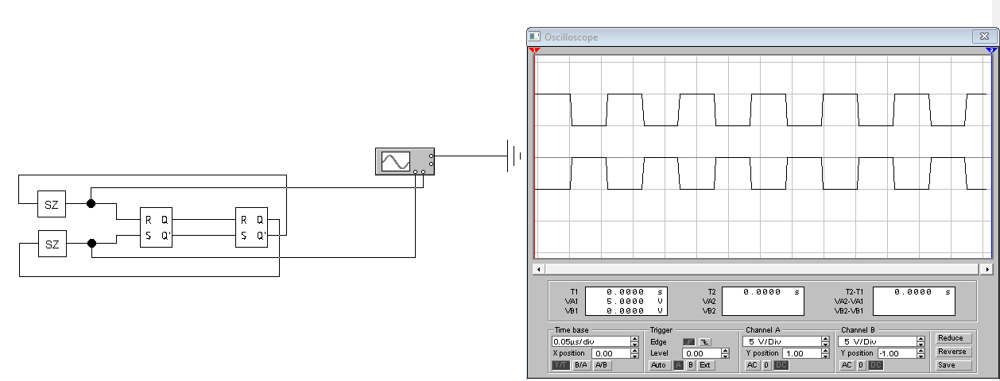 Oscilloscope
1
2
SZ
SZ
R Q
S Q'
R Q
S Q'
T1 0.0000 s
VA1 5.0000 V
VB1 0.0000 V
T2 0.0000 s
VA2
VB2
T2-T1 0.0000 s
VA2-VA1
VB2-VB1
Time base
0.05µs/div
X position 0.00
Y/T B/A A/B
Trigger
Edge
Level 0.00
Auto A B Ext
Channel A
5 V/Div
Y position 1.00
AC 0 DC
Channel B
5 V/Div
Y position -1.00
AC 0 DC
Reduce
Reverse
Save